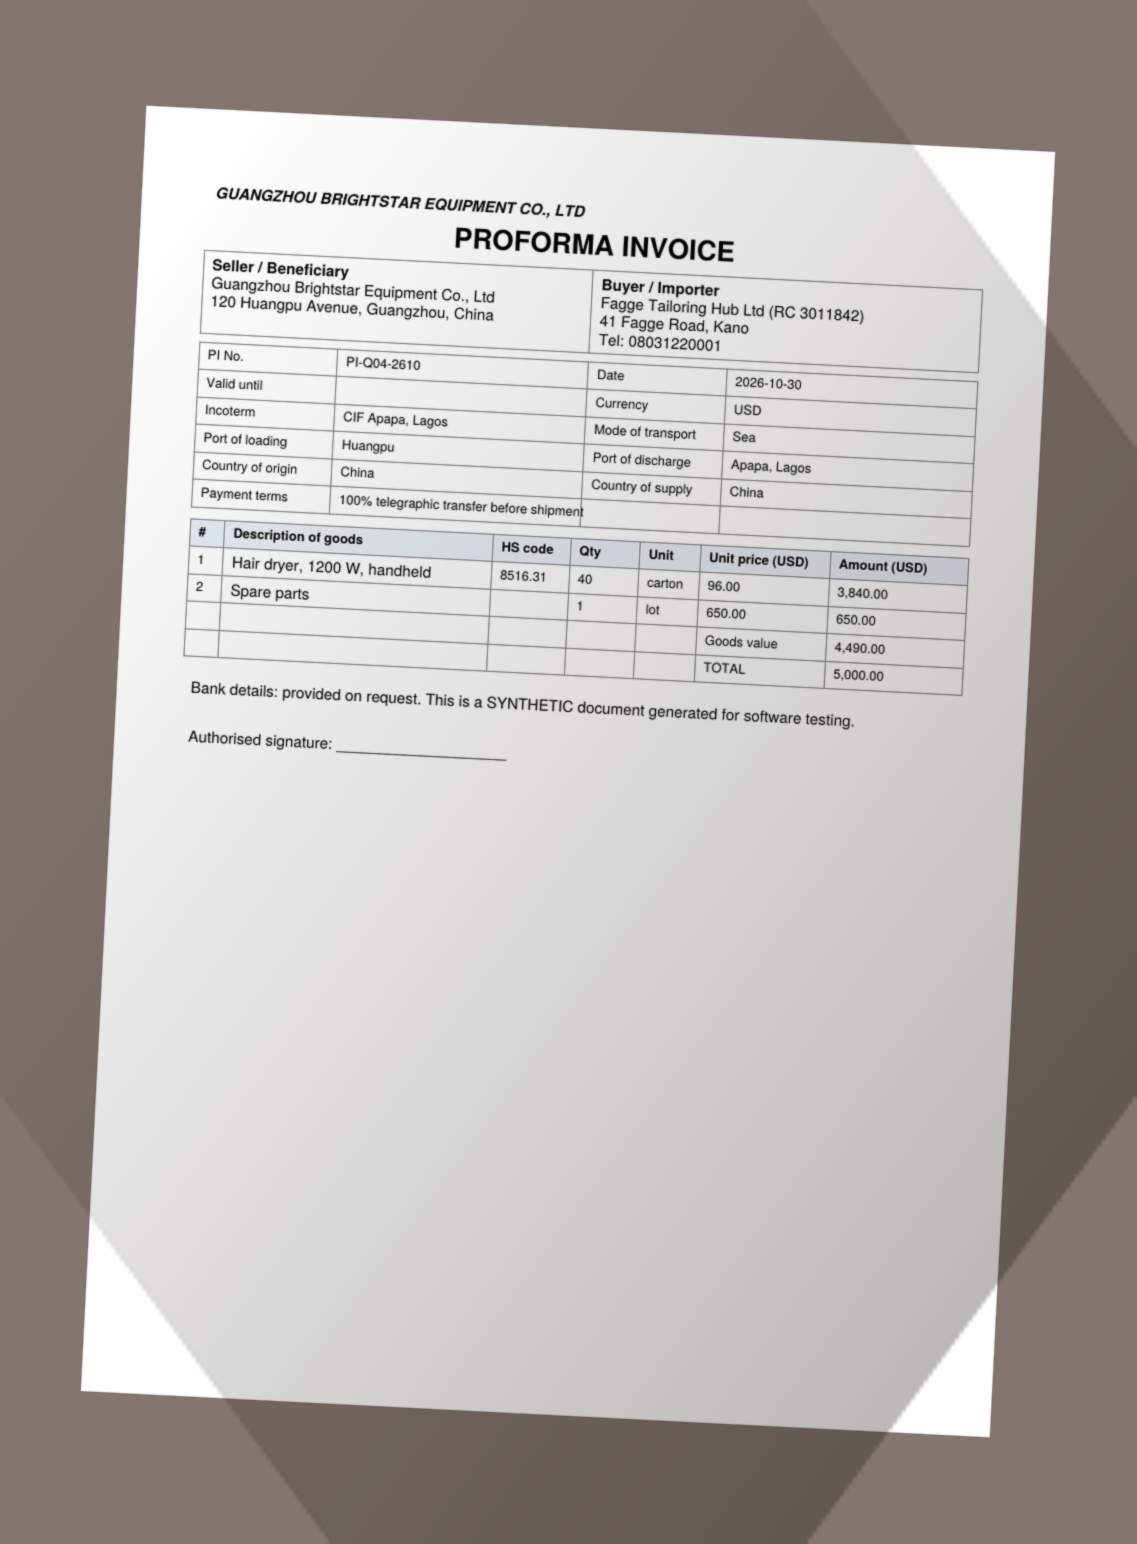 GUANGZHOU BRIGHTSTAR EQUIPMENT CO., LTD
PROFORMA INVOICE
Seller / Beneficiary
Guangzhou Brightstar Equipment Co., Ltd
120 Huangpu Avenue, Guangzhou, China
Buyer / Importer
Fagge Tailoring Hub Ltd (RC 3011842)
41 Fagge Road, Kano
Tel: 08031220001
PI No. PI-Q04-2610 Date 2026-10-30
Valid until Currency USD
Incoterm CIF Apapa, Lagos Mode of transport Sea
Port of loading Huangpu Port of discharge Apapa, Lagos
Country of origin China Country of supply China
Payment terms 100% telegraphic transfer before shipment
# Description of goods HS code Qty Unit Unit price (USD) Amount (USD)
1 Hair dryer, 1200 W, handheld 8516.31 40 carton 96.00 3,840.00
2 Spare parts 1 lot 650.00 650.00
Goods value 4,490.00
TOTAL 5,000.00
Bank details: provided on request. This is a SYNTHETIC document generated for software testing.
Authorised signature: ____________________